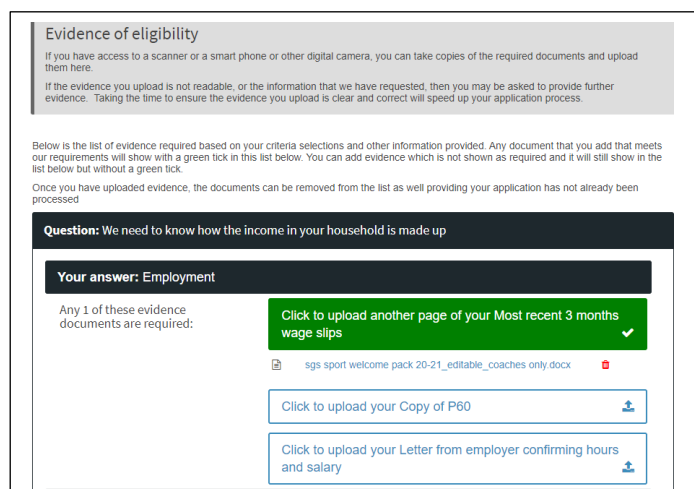 Evidence of eligibility
If you have access to a scanner or a smart phone or other digital camera, you can take copies of the required documents and upload
them here.
If the evidence you upload is not readable, or the information that we have requested, then you may be asked to provide further
evidence. Taking the time to ensure the evidence you upload is clear and correct will speed up your application process.
Below is the list of evidence required based on your criteria selections and other information provided. Any document that you add that meets
our requirements will show with a green tick in this list below. You can add evidence which is not shown as required and it will still show in the
list below but without a green tick.
Once you have uploaded evidence, the documents can be removed from the list as well providing your application has not already been
processed
Question: We need to know how the income in your household is made up
Your answer: Employment
Any 1 of these evidence
documents are required:
Click to upload another page of your Most recent 3 months
wage slips
sgs sport welcome pack 20-21_editable_coaches only.docx
Click to upload your Copy of P60
Click to upload your Letter from employer confirming hours
and salary